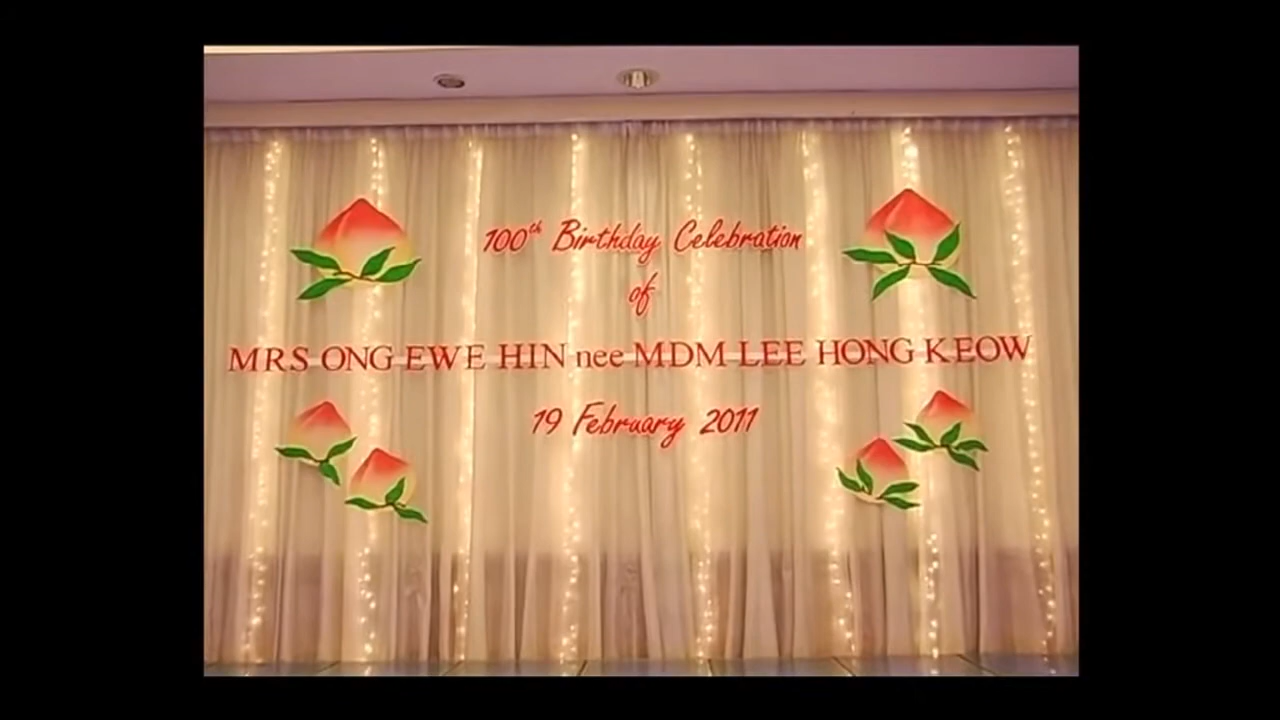 100th Birthday Celebration
of
MRS ONG EWE HIN nee MDM LEE HONG KEOW
19 February 2011